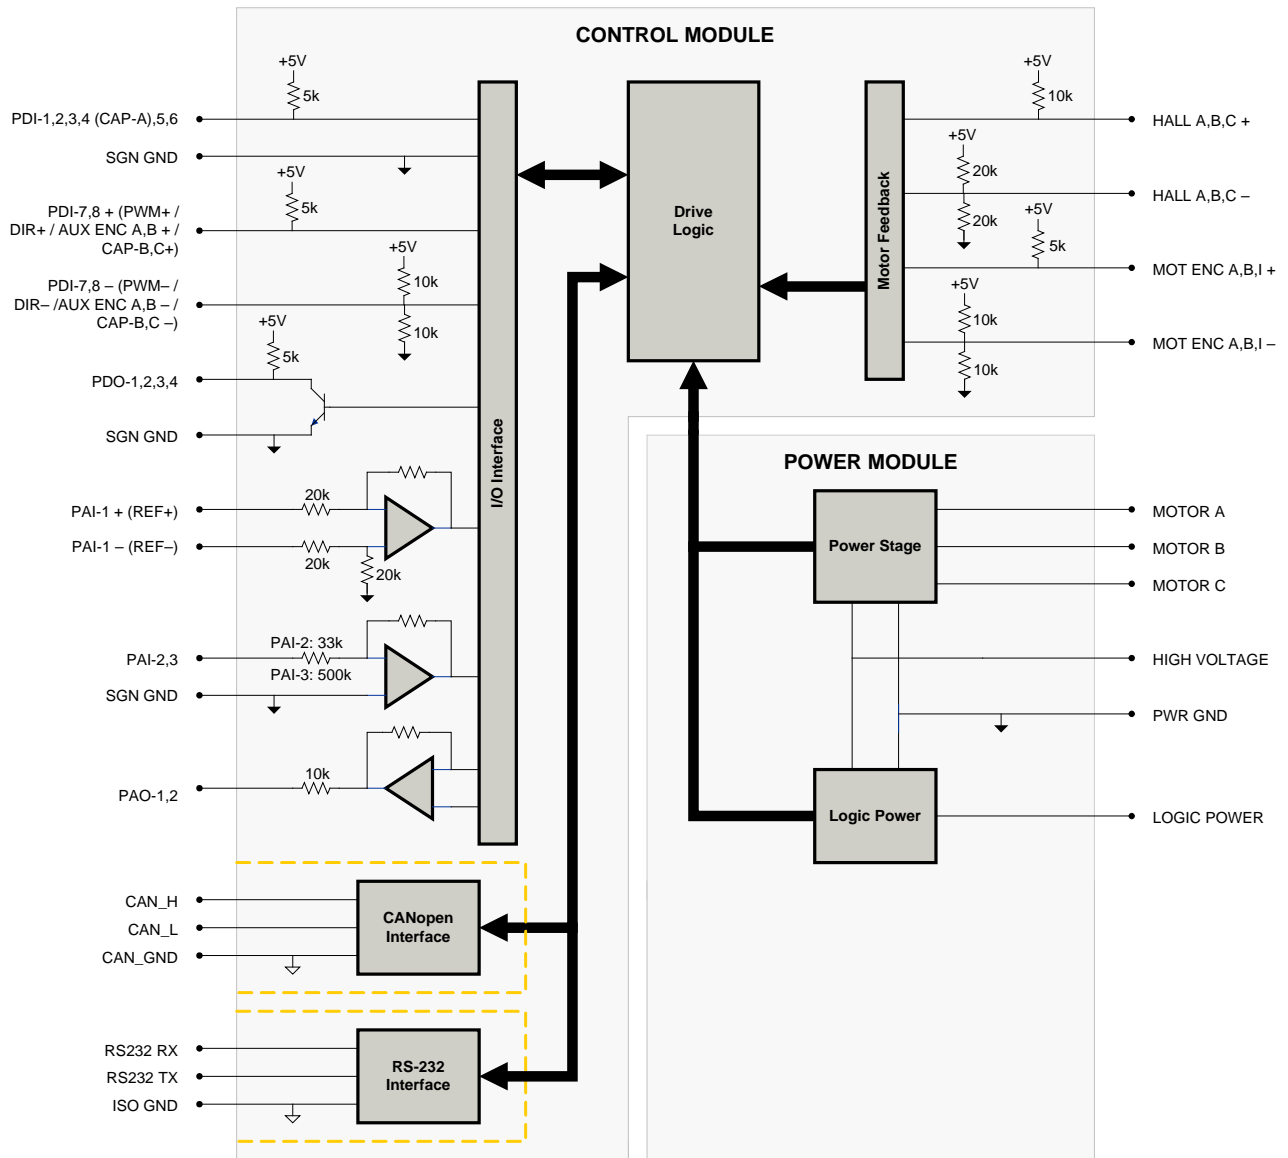 CONTROL MODULE
+5V
5k
PDI-1,2,3,4 (CAP-A),5,6
SGN GND
+5V
5k
PDI-7,8 + (PWM+ /
DIR+ / AUX ENC A,B + /
CAP-B,C+)
+5V
10k
10k
PDI-7,8 – (PWM– /
DIR– /AUX ENC A,B – /
CAP-B,C –)
+5V
5k
PDO-1,2,3,4
SGN GND
20k
PAI-1 + (REF+)
PAI-1 – (REF–)
20k
20k
PAI-2: 33k
PAI-2,3
PAI-3: 500k
SGN GND
10k
PAO-1,2
I/O Interface
CAN_H
CAN_L
CAN_GND
CANopen
Interface
RS232 RX
RS232 TX
ISO GND
RS-232
Interface
Drive
Logic
Motor Feedback
+5V
10k
HALL A,B,C +
+5V
20k
20k
HALL A,B,C –
+5V
5k
MOT ENC A,B,I +
10k
10k
MOT ENC A,B,I –
POWER MODULE
Power Stage
MOTOR A
MOTOR B
MOTOR C
HIGH VOLTAGE
PWR GND
Logic Power
LOGIC POWER